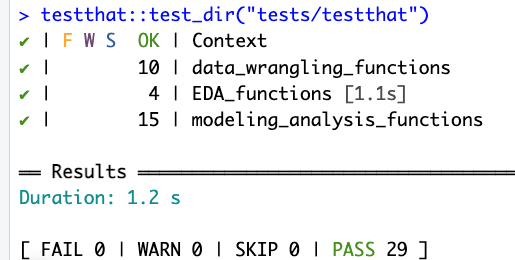 > testthat::test_dir("tests/testthat")
✔ | F W S  OK | Context
✔ |        10 | data_wrangling_functions
✔ |         4 | EDA_functions [1.1s]
✔ |        15 | modeling_analysis_functions
══ Results ═══════════════════════════════════
Duration: 1.2 s
[ FAIL 0 | WARN 0 | SKIP 0 | PASS 29 ]